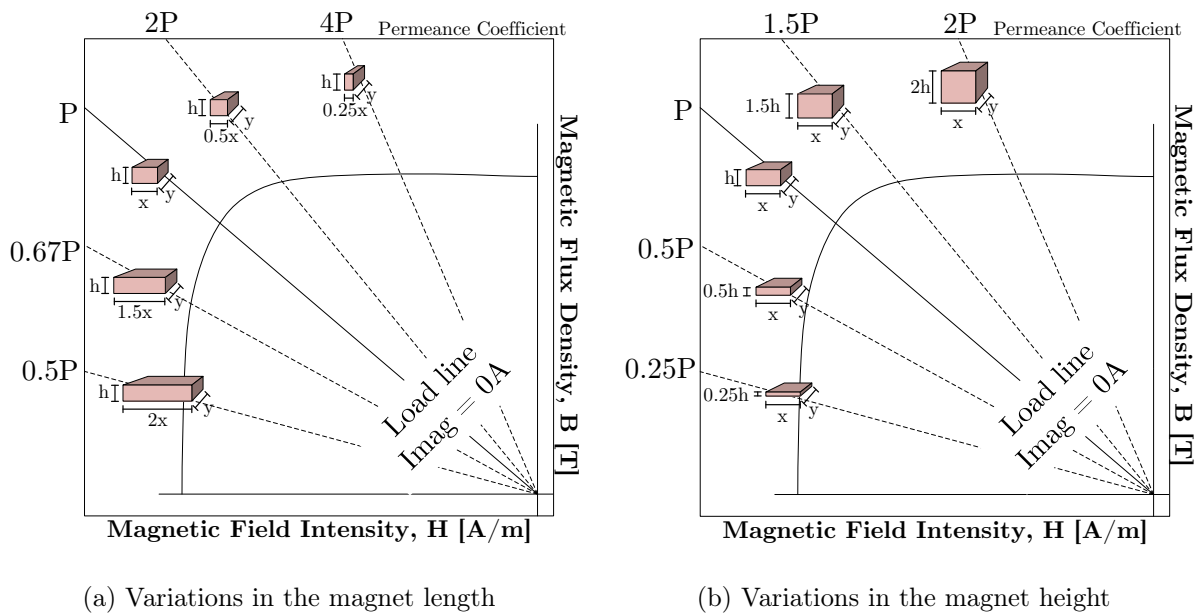 2P
4P
Permeance Coefficient
h
0.5x
y
h
0.25x
y
P
h
x
y
0.67P
h
1.5x
y
0.5P
h
2x
y
Load line
Imag = 0A
Magnetic Flux Density, B [T]
Magnetic Field Intensity, H [A/m]
(a) Variations in the magnet length
1.5P
2P
Permeance Coefficient
1.5h
x
y
2h
x
y
P
h
x
y
0.5P
0.5h
x
y
0.25P
0.25h
x
y
Load line
Imag = 0A
Magnetic Flux Density, B [T]
Magnetic Field Intensity, H [A/m]
(b) Variations in the magnet height